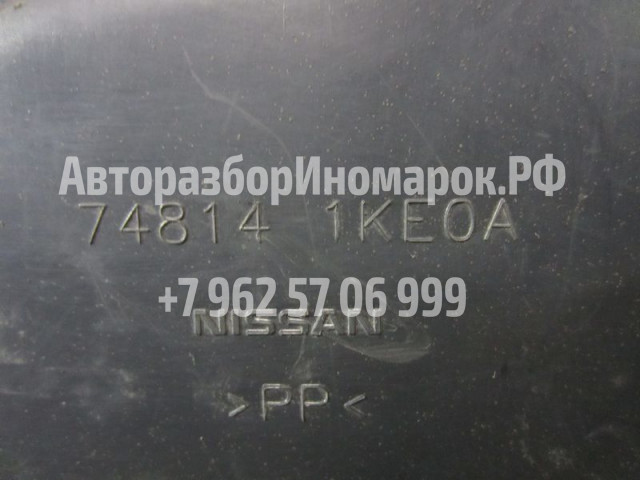 АвторазборИномарок.РФ
74814 1KE0A
+7 962 57 06 999
NISSAN
>PP<